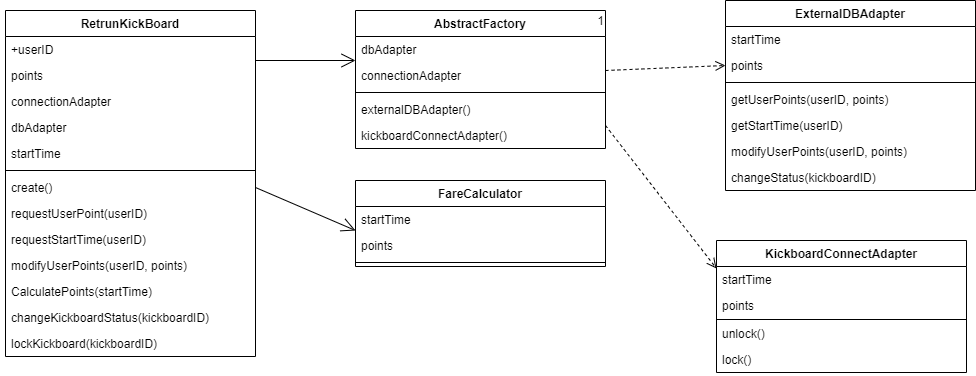 RetrunKickBoard
+userID
points
connectionAdapter
dbAdapter
startTime
create()
requestUserPoint(userID)
requestStartTime(userID)
modifyUserPoints(userID, points)
CalculatePoints(startTime)
changeKickboardStatus(kickboardID)
lockKickboard(kickboardID)
AbstractFactory
1
dbAdapter
connectionAdapter
externalDBAdapter()
kickboardConnectAdapter()
FareCalculator
startTime
points
ExternalDBAdapter
startTime
points
getUserPoints(userID, points)
getStartTime(userID)
modifyUserPoints(userID, points)
changeStatus(kickboardID)
KickboardConnectAdapter
startTime
points
unlock()
lock()